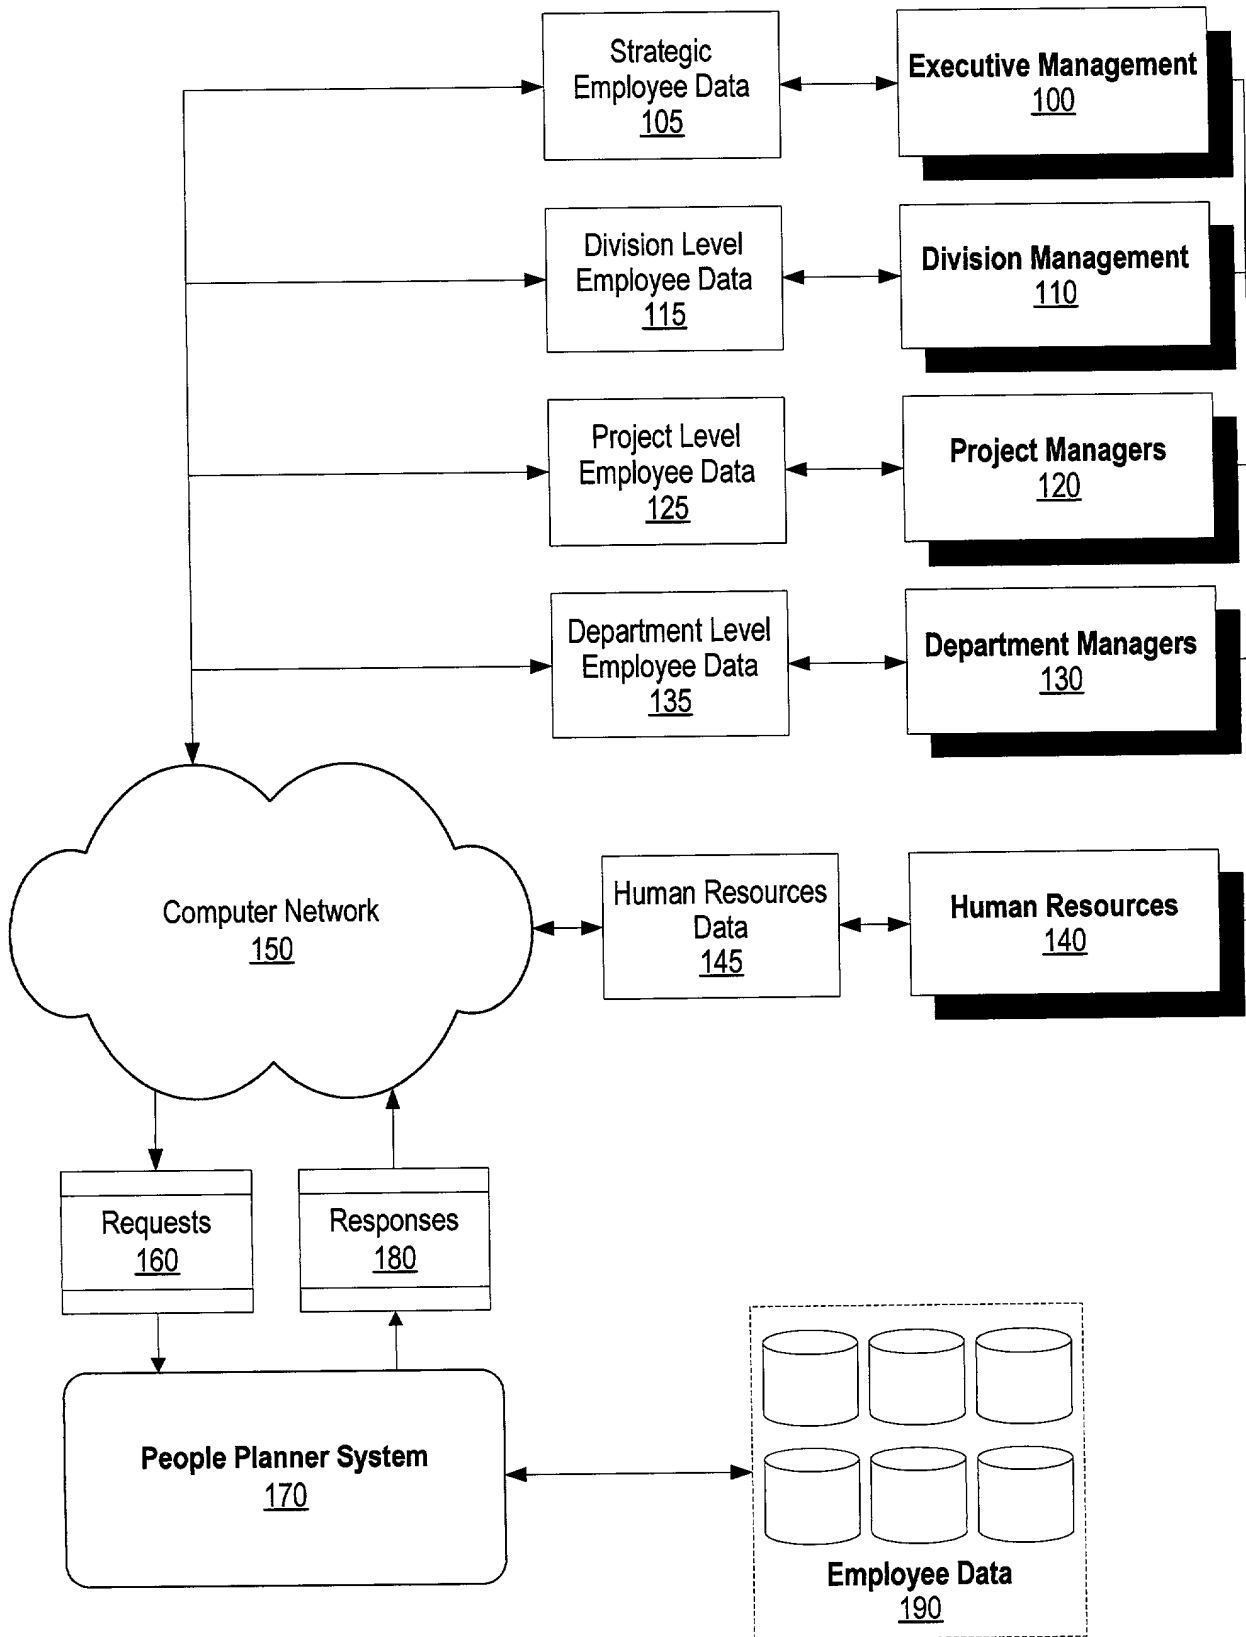 Strategic
Employee Data
105
Executive Management
100
Division Level
Employee Data
115
Division Management
110
Project Level
Employee Data
125
Project Managers
120
Department Level
Employee Data
135
Department Managers
130
Computer Network
150
Human Resources
Data
145
Human Resources
140
Requests
160
Responses
180
People Planner System
170
Employee Data
190